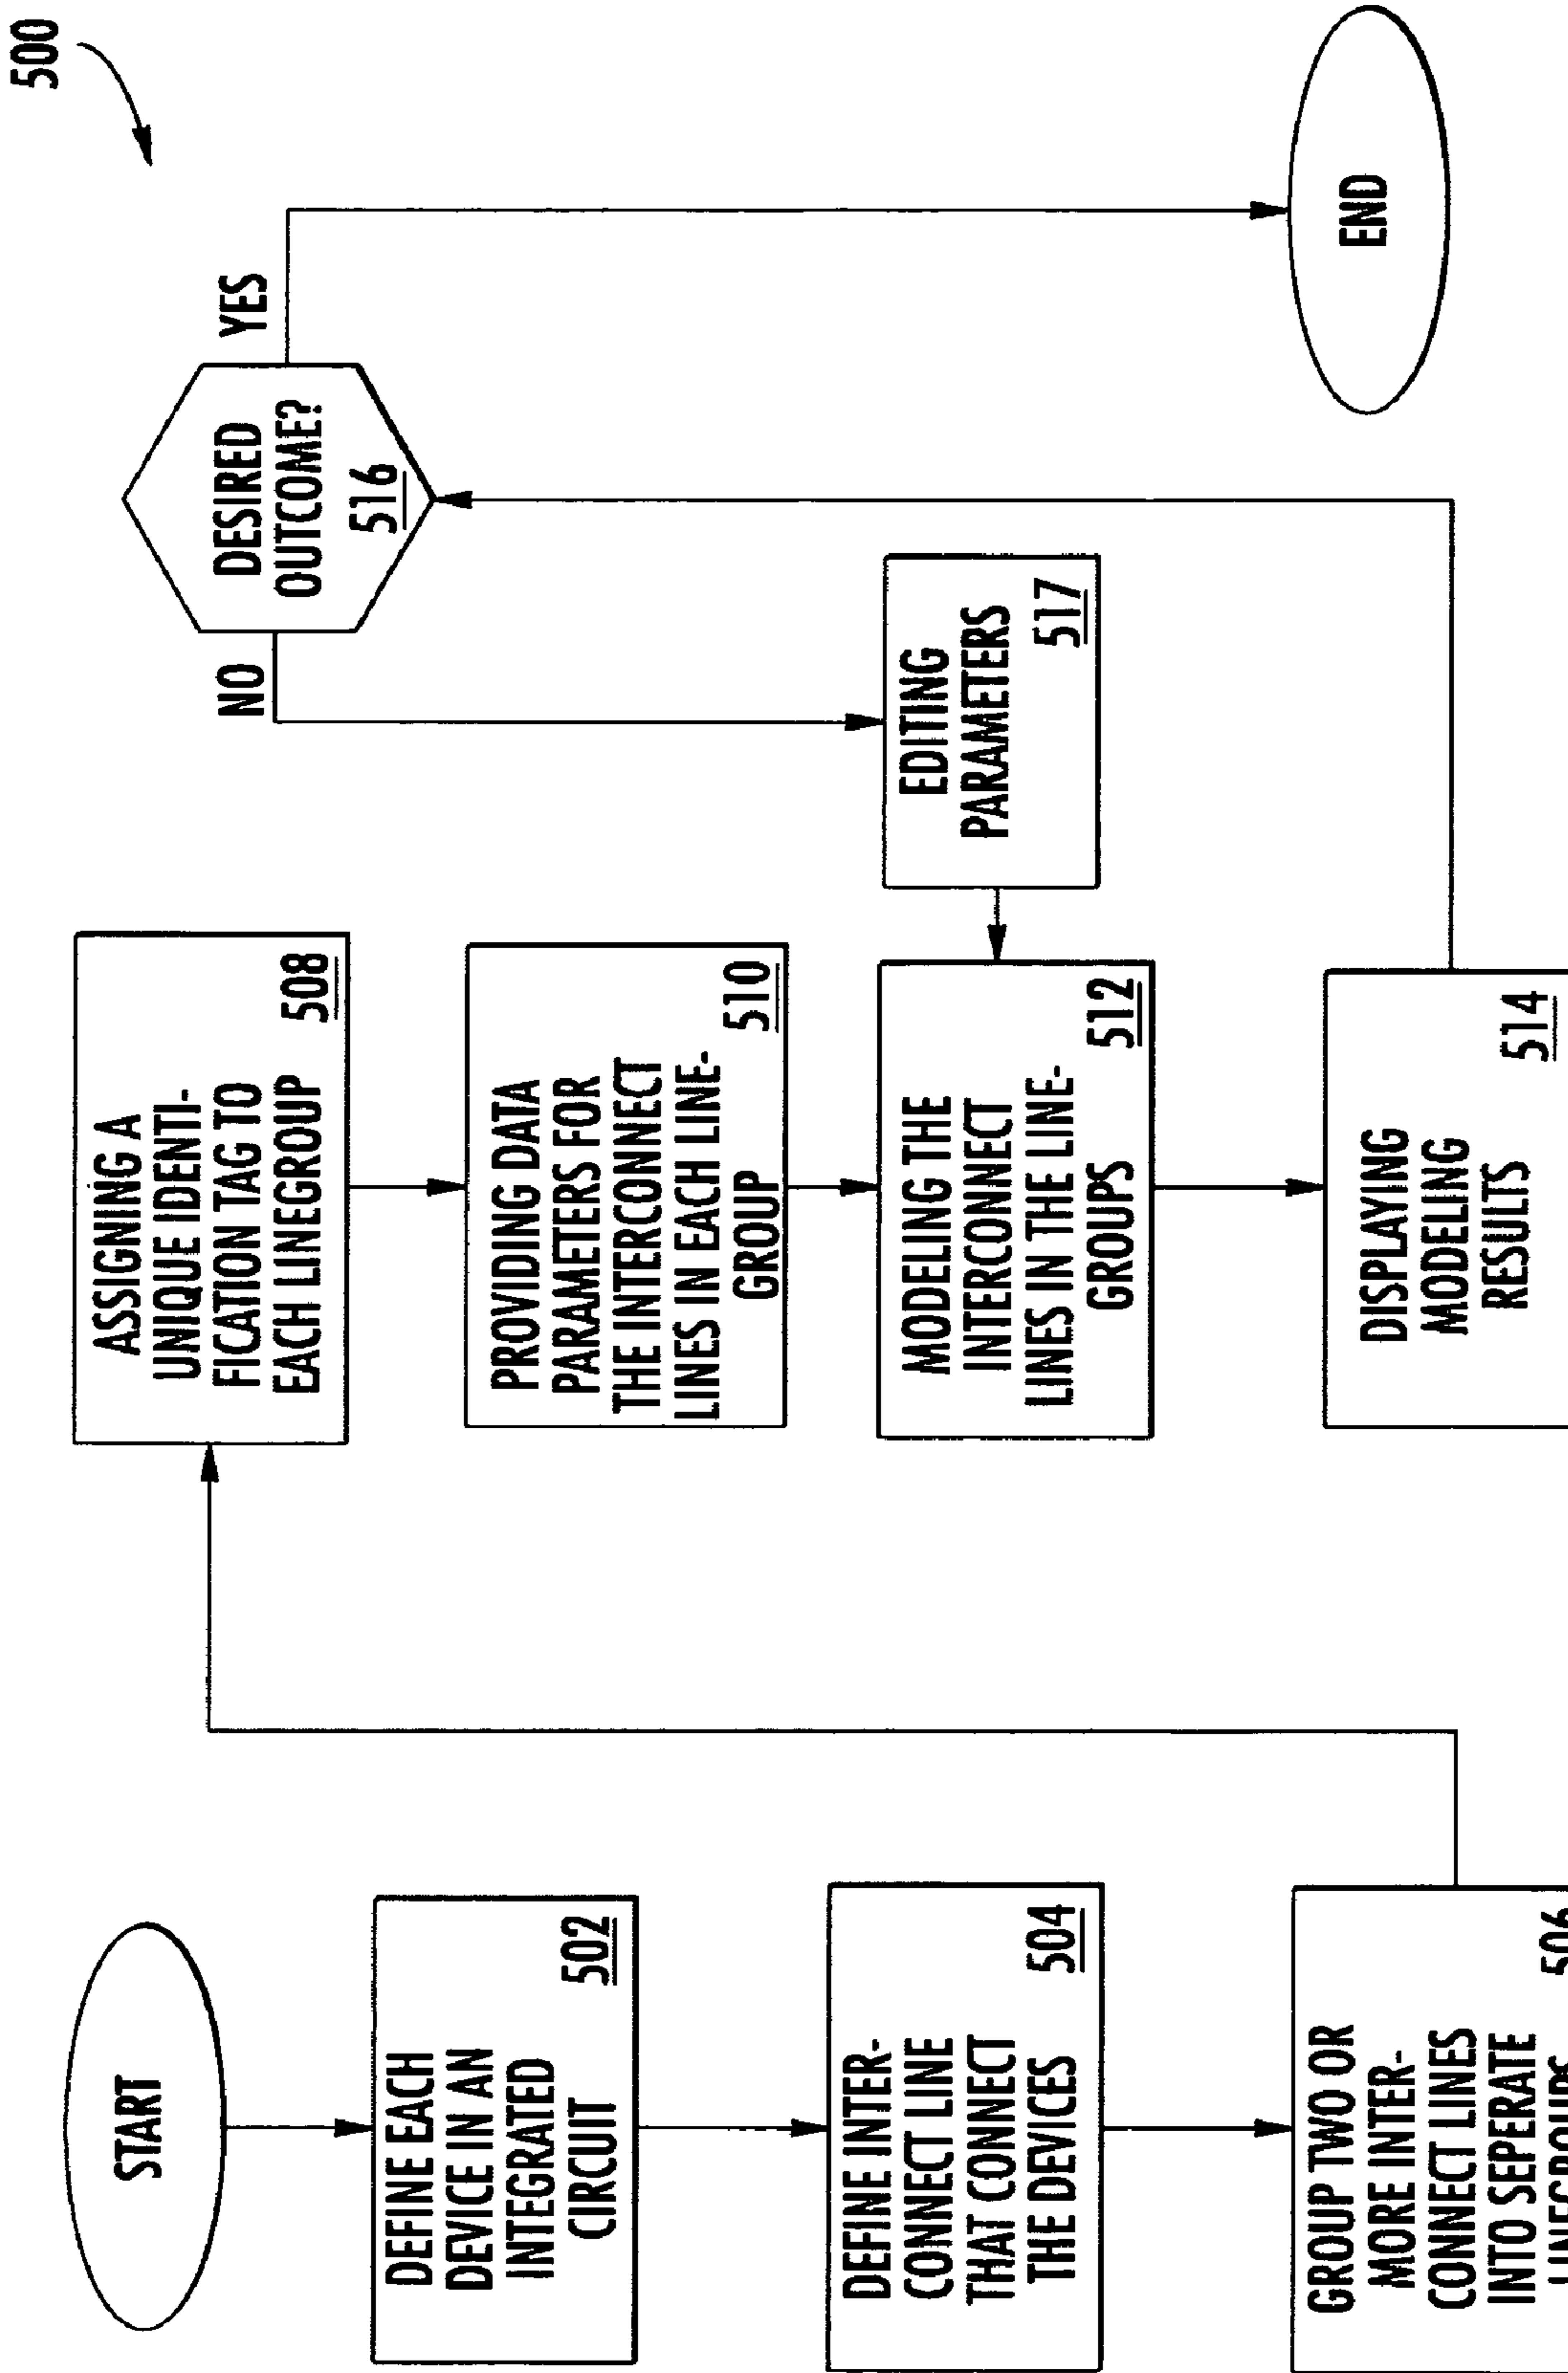 500
START
DEFINE EACH
DEVICE IN AN
INTEGRATED
CIRCUIT
502
DEFINE INTER-
CONNECT LINE
THAT CONNECT
THE DEVICES
504
GROUP TWO OR
MORE INTER-
CONNECT LINES
INTO SEPERATE
LINEGROUPS
506
ASSIGNING A
UNIQUE IDENTI-
FICATION TAG TO
EACH LINEGROUP
508
PROVIDING DATA
PARAMETERS FOR
THE INTERCONNECT
LINES IN EACH LINE-
GROUP
510
MODELING THE
INTERCONNECT
LINES IN THE LINE-
GROUPS
512
DISPLAYING
MODELING
RESULTS
514
DESIRED
OUTCOME?
516
NO
YES
EDITING
PARAMETERS
517
END